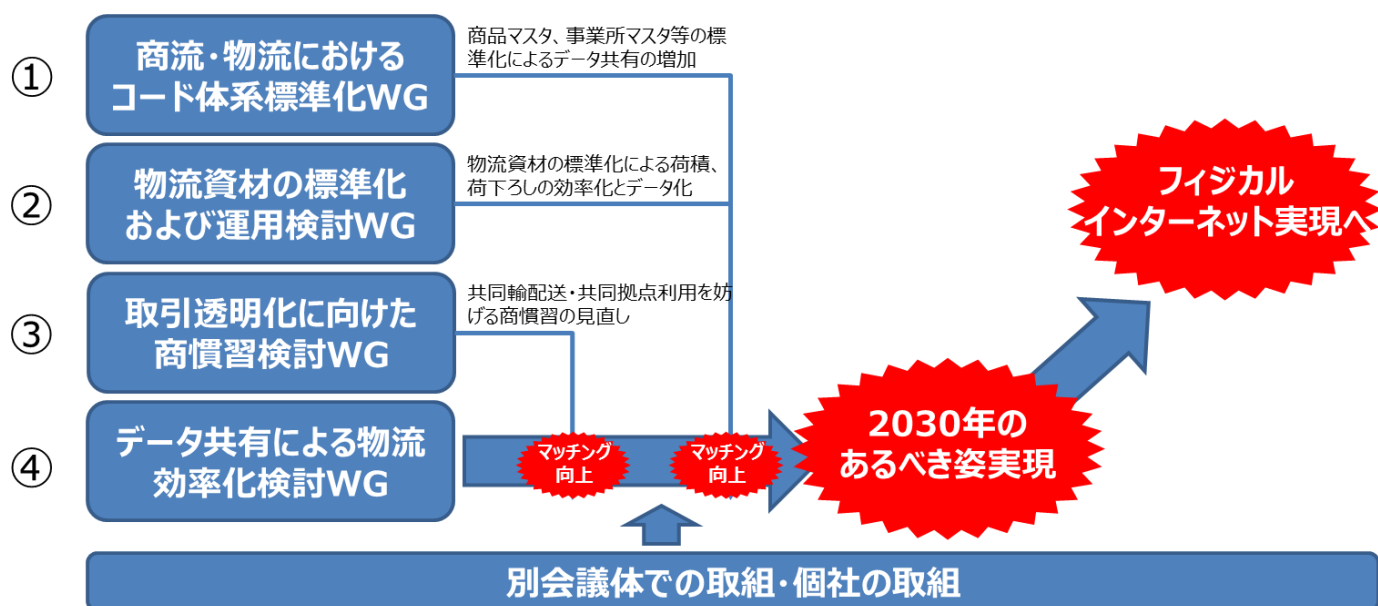 ①
商流・物流における
コード体系標準化WG
商品マスタ、事業所マスタ等の標
準化によるデータ共有の増加
②
物流資材の標準化
および運用検討WG
物流資材の標準化による荷積、
荷下ろしの効率化とデータ化
③
取引透明化に向けた
商慣習検討WG
共同輸配送・共同拠点利用を妨
げる商慣習の見直し
④
データ共有による物流
効率化検討WG
マッチング
向上
マッチング
向上
2030年の
あるべき姿実現
フィジカル
インターネット実現へ
別会議体での取組・個社の取組